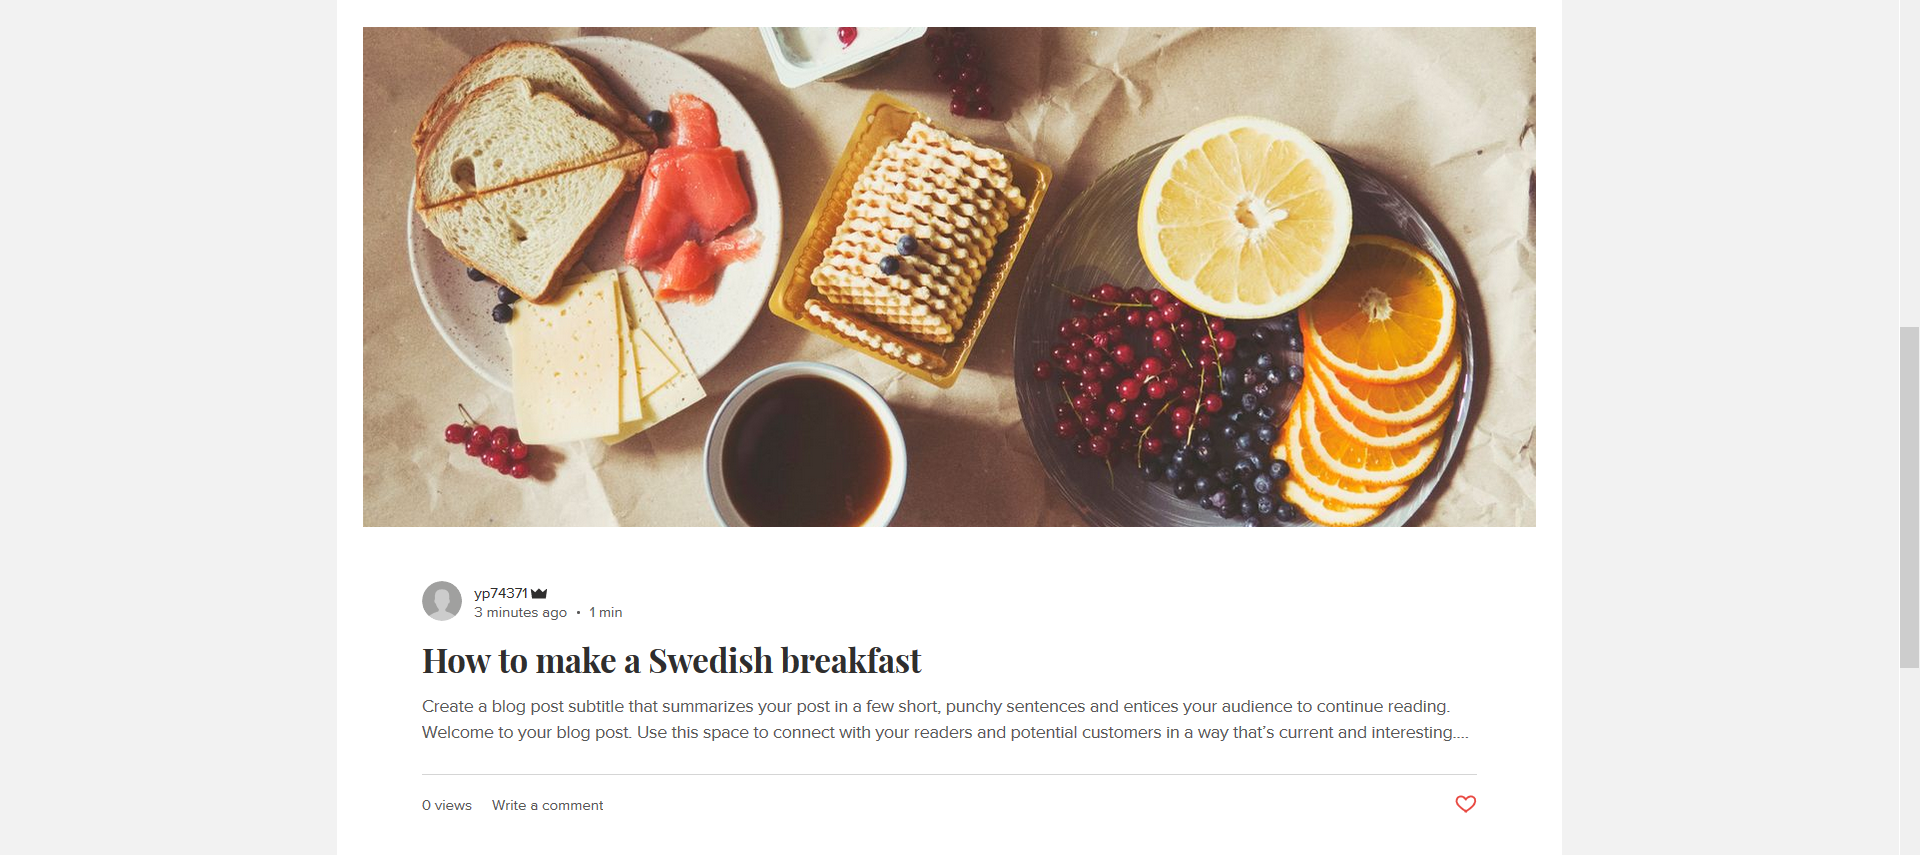 yp74371
3 minutes ago • 1 min
How to make a Swedish breakfast
Create a blog post subtitle that summarizes your post in a few short, punchy sentences and entices your audience to continue reading.
Welcome to your blog post. Use this space to connect with your readers and potential customers in a way that’s current and interesting....
0 views Write a comment